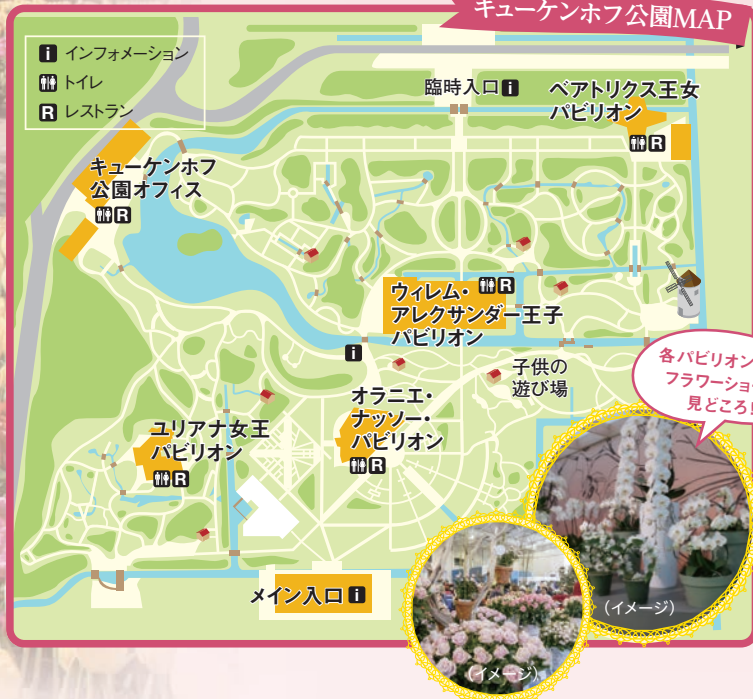 キューケンホフ公園MAP
i インフォメーション
トイレ
R レストラン
臨時入口 i
ベアトリクス王女
パビリオン
R
キューケンホフ
公園オフィス
R
ウィレム・
R
アレクサンダー王子
パビリオン
i
子供の
遊び場
各パビリオン
フラワーショ
見どころ!
オラニエ・
ナッソー・
パビリオン
R
ユリアナ女王
パビリオン
R
メイン入口 i
(イメージ)
(イメージ)